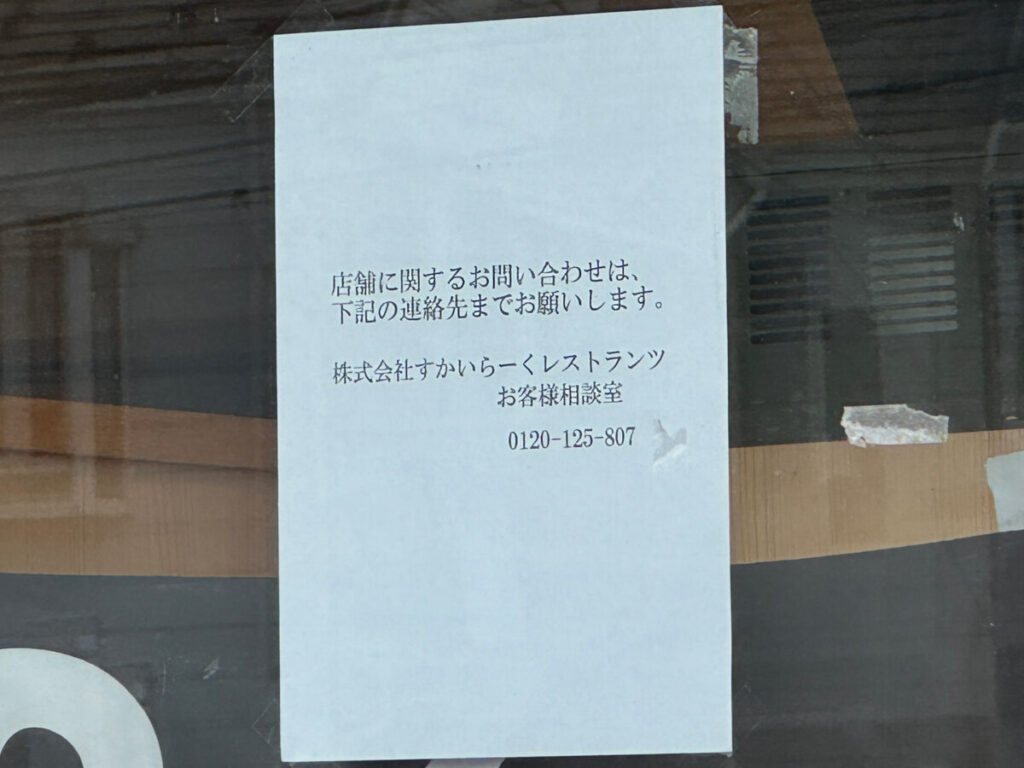 店舗に関するお問い合わせは、
下記の連絡先までお願いします。
株式会社すかいらーくレストランツ
お客様相談室
0120-125-807